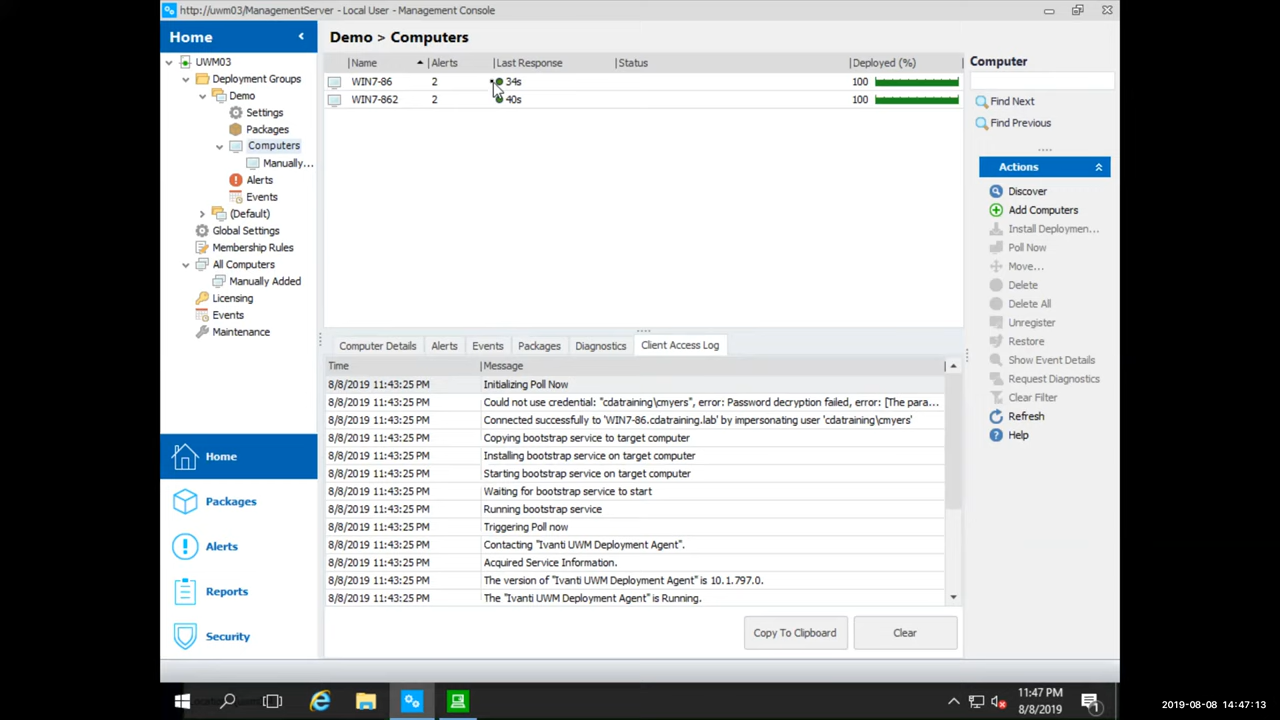 http://uwm03/ManagementServer - Local User - Management Console
Home
Demo > Computers
UWM03
Deployment Groups
Demo
Settings
Packages
Computers
Manually...
Alerts
Events
(Default)
Global Settings
Membership Rules
All Computers
Manually Added
Licensing
Events
Maintenance
Home
Packages
Alerts
Reports
Security
Name Alerts Last Response Status Deployed (%)
WIN7-86 2 34s 100
WIN7-862 2 40s 100
Computer Details Alerts Events Packages Diagnostics Client Access Log
Time Message
8/8/2019 11:43:25 PM Initializing Poll Now
8/8/2019 11:43:25 PM Could not use credential: "cdatraining\cmyers", error: Password decryption failed, error: [The para...
8/8/2019 11:43:25 PM Connected successfully to 'WIN7-86.cdatraining.lab' by impersonating user 'cdatraining\cmyers'
8/8/2019 11:43:25 PM Copying bootstrap service to target computer
8/8/2019 11:43:25 PM Installing bootstrap service on target computer
8/8/2019 11:43:25 PM Starting bootstrap service on target computer
8/8/2019 11:43:25 PM Waiting for bootstrap service to start
8/8/2019 11:43:25 PM Running bootstrap service
8/8/2019 11:43:25 PM Triggering Poll now
8/8/2019 11:43:25 PM Contacting "Ivanti UWM Deployment Agent".
8/8/2019 11:43:25 PM Acquired Service Information.
8/8/2019 11:43:25 PM The version of "Ivanti UWM Deployment Agent" is 10.1.797.0.
8/8/2019 11:43:25 PM The "Ivanti UWM Deployment Agent" is Running.
Copy To Clipboard Clear
Computer
Find Next
Find Previous
Actions
Discover
Add Computers
Install Deploymen...
Poll Now
Move...
Delete
Delete All
Unregister
Restore
Show Event Details
Request Diagnostics
Clear Filter
Refresh
Help
11:47 PM
8/8/2019
1
2019-08-08 14:47:13